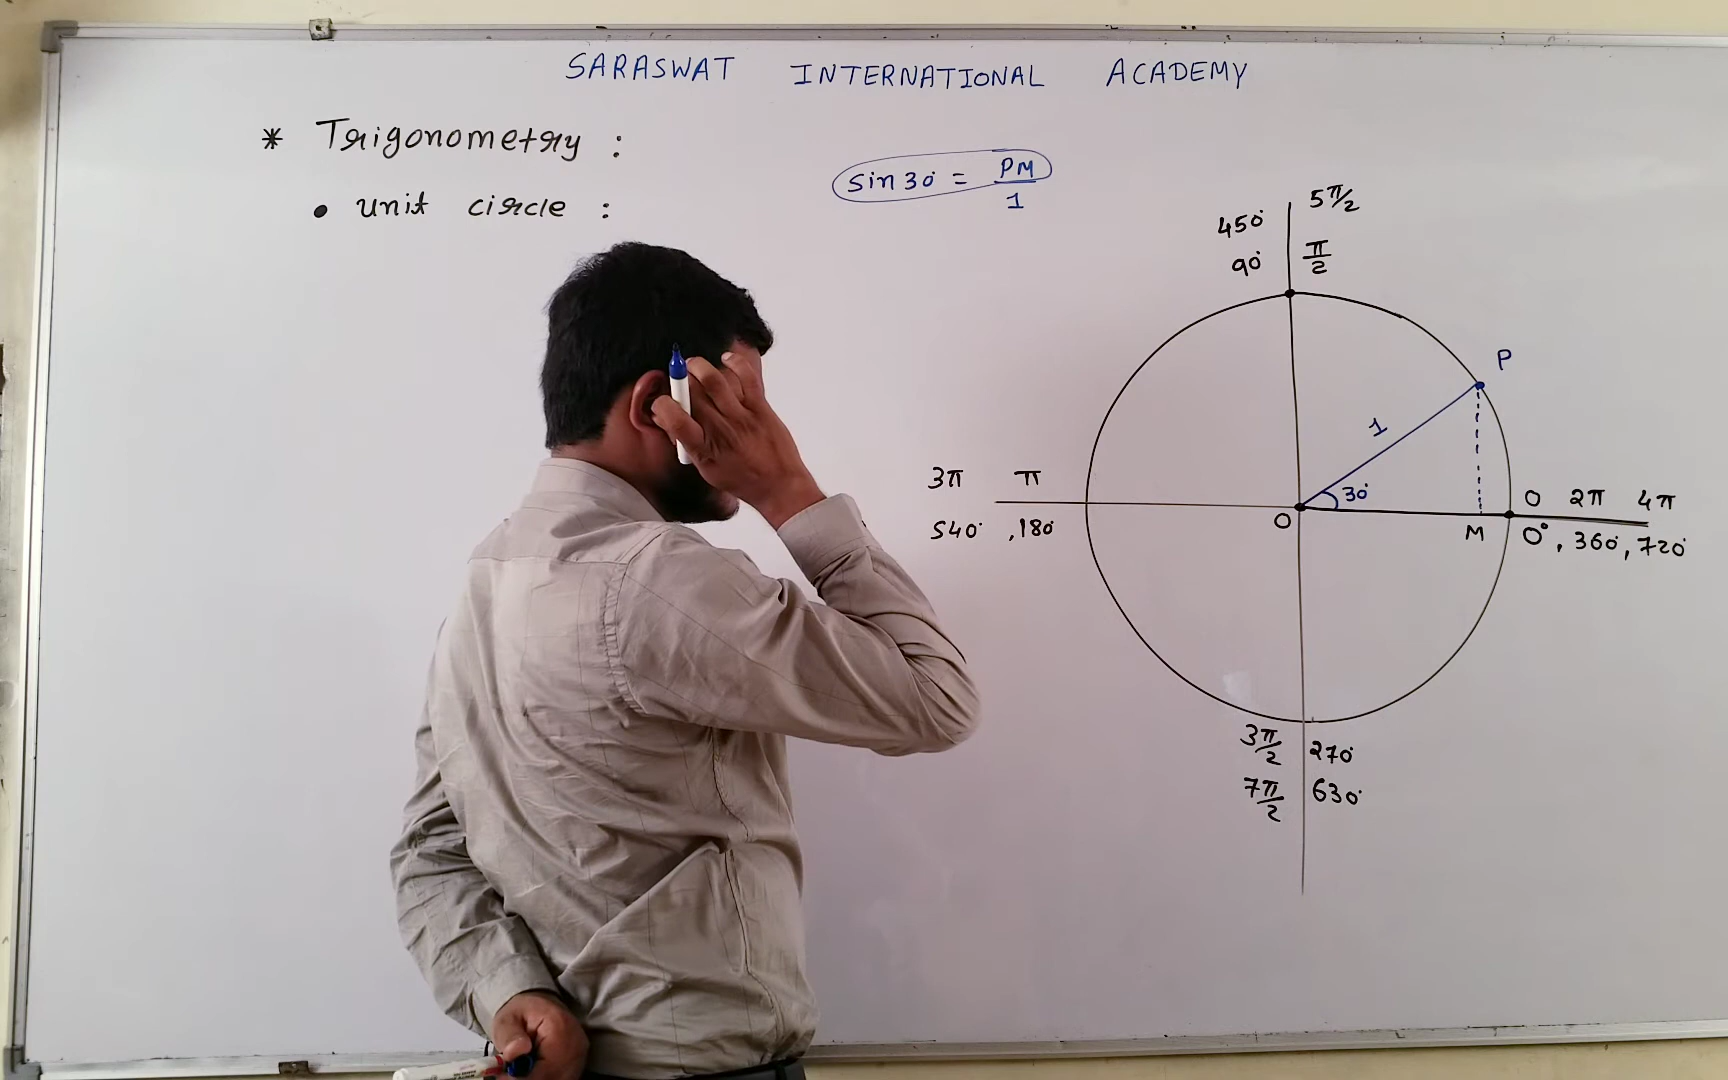 SARASWAT INTERNATIONAL ACADEMY
* Trigonometry :
• unit circle :
sin 30° = PM / 1
450° 5π/2
90° π/2
P
1
30°
3π π
540° , 180°
O
M
0 2π 4π
0° , 360° , 720°
3π/2 270°
7π/2 630°